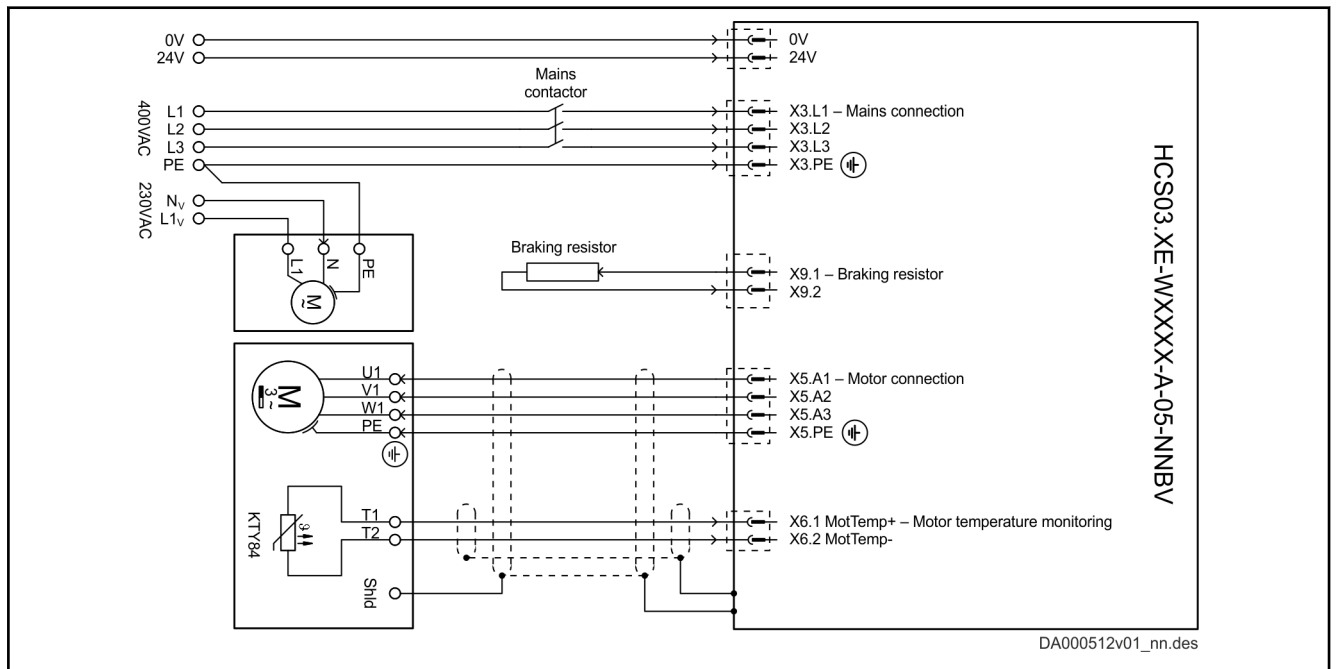 0V
24V
0V
24V
Mains
contactor
400VAC
L1
L2
L3
PE
X3.L1 – Mains connection
X3.L2
X3.L3
X3.PE
230VAC
NV
L1V
L1
N
PE
M
~
Braking resistor
X9.1 – Braking resistor
X9.2
HCS03.XE-WXXXX-A-05-NNBV
M
3 ~
U1
V1
W1
PE
X5.A1 – Motor connection
X5.A2
X5.A3
X5.PE
KTY84
ϑ
T1
T2
Shld
X6.1 MotTemp+ – Motor temperature monitoring
X6.2 MotTemp-
DA000512v01_nn.des